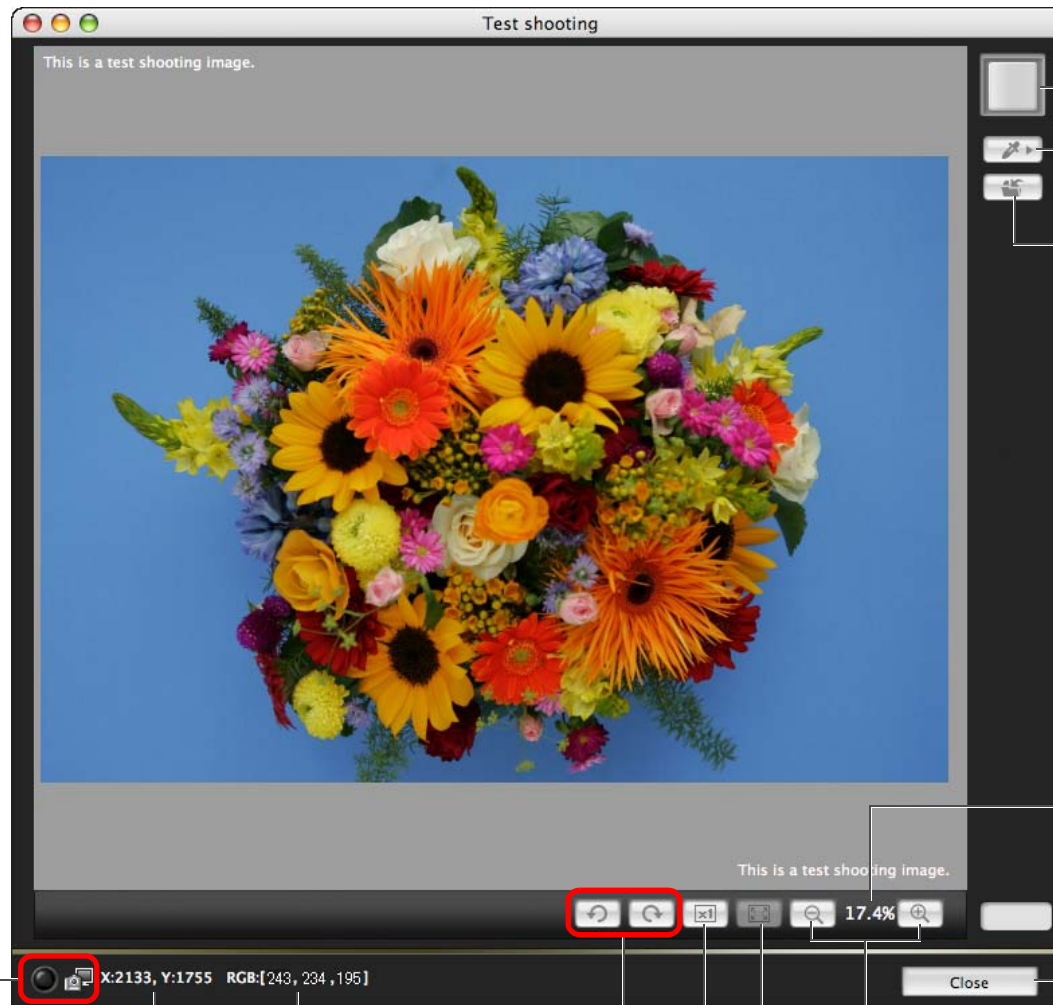 Test shooting
This is a test shooting image.
This is a test shooting image.
x1 17.4%
X:2133, Y:1755 RGB:[243, 234 ,195]
Close